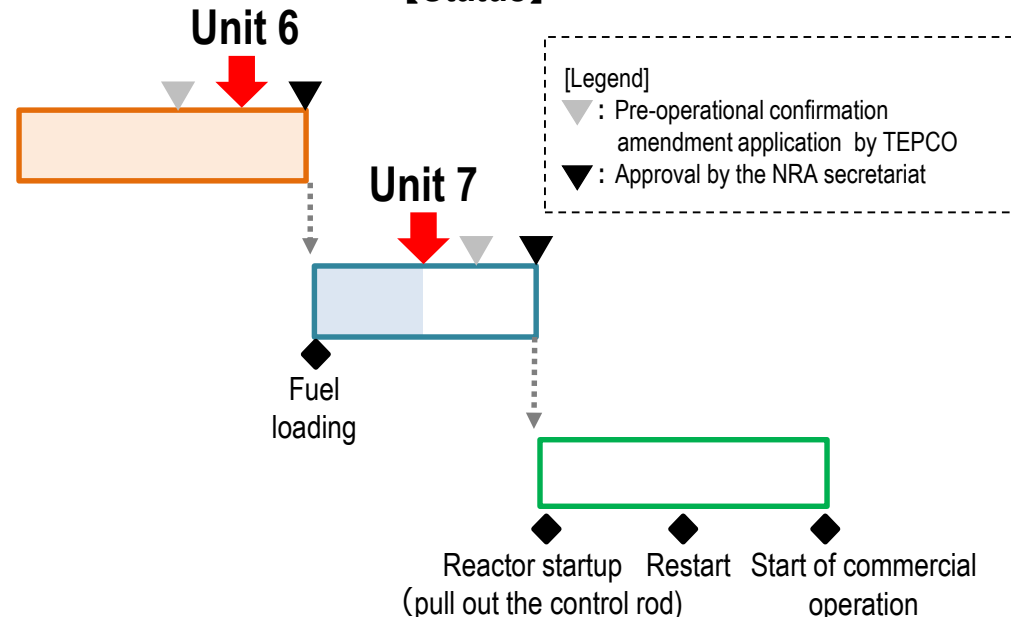 【Status】
Unit 6
[Legend]
: Pre-operational confirmation
amendment application by TEPCO
: Approval by the NRA secretariat
Unit 7
Fuel
loading
Reactor startup
(pull out the control rod)
Restart
Start of commercial
operation